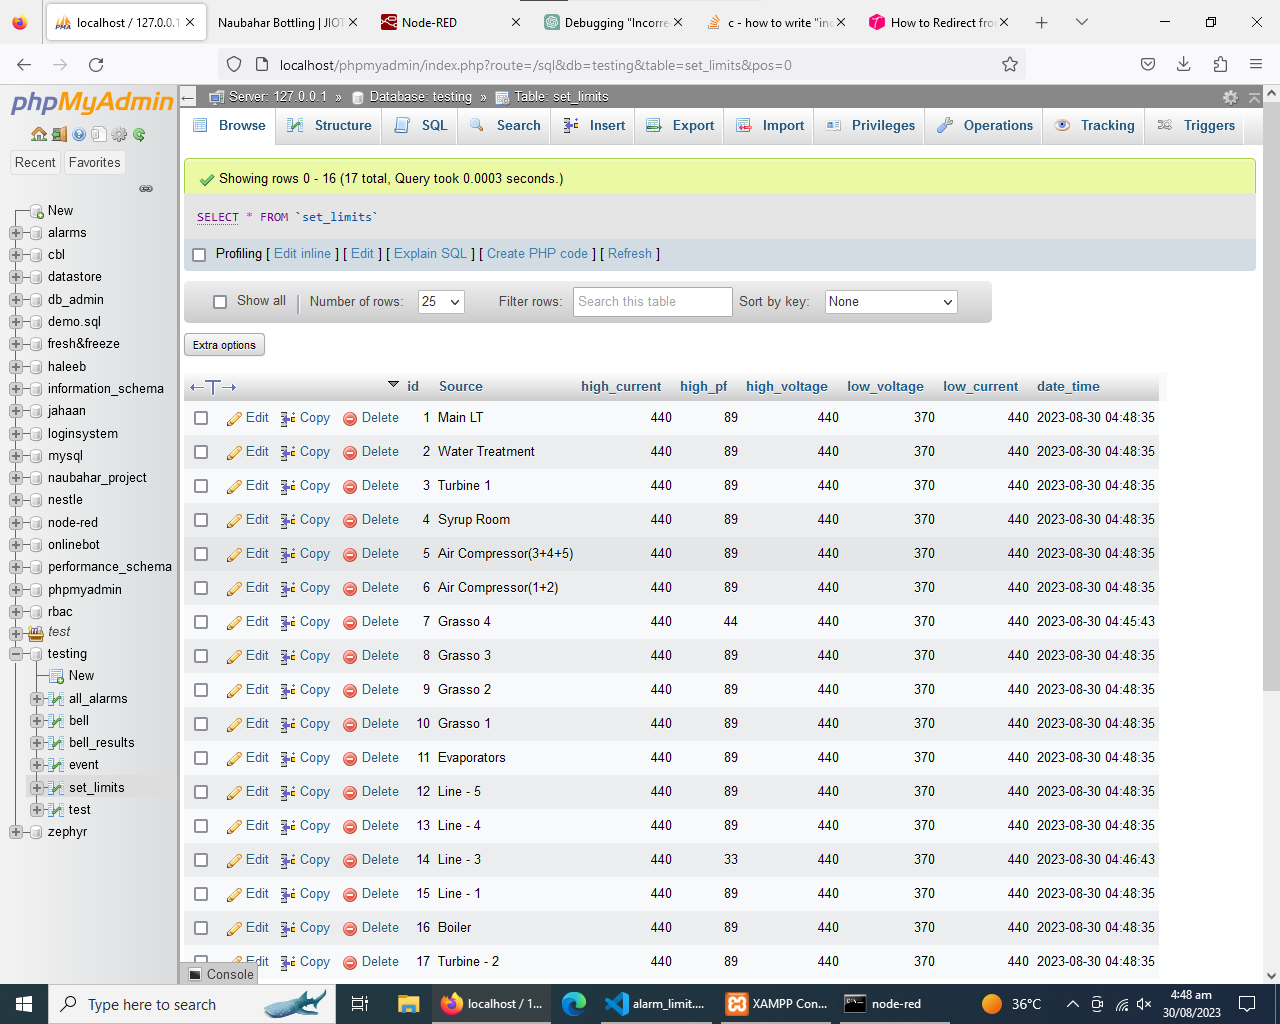 localhost / 127.0.0.1
Naubahar Bottling | JIOT
Node-RED
Debugging "Incorre
c - how to write "inc
How to Redirect fro
localhost/phpmyadmin/index.php?route=/sql&db=testing&table=set_limits&pos=0
phpMyAdmin
Recent
Favorites
New
alarms
cbl
datastore
db_admin
demo.sql
fresh&freeze
haleeb
information_schema
jahaan
loginsystem
mysql
naubahar_project
nestle
node-red
onlinebot
performance_schema
phpmyadmin
rbac
test
testing
New
all_alarms
bell
bell_results
event
set_limits
test
zephyr
Server: 127.0.0.1 » Database: testing » Table: set_limits
Browse Structure SQL Search Insert Export Import Privileges Operations Tracking Triggers
Showing rows 0 - 16 (17 total, Query took 0.0003 seconds.)
SELECT * FROM `set_limits`
Profiling [ Edit inline ] [ Edit ] [ Explain SQL ] [ Create PHP code ] [ Refresh ]
Show all | Number of rows: 25 Filter rows: Search this table Sort by key: None
Extra options
←T→ id Source high_current high_pf high_voltage low_voltage low_current date_time
Edit Copy Delete 1 Main LT 440 89 440 370 440 2023-08-30 04:48:35
Edit Copy Delete 2 Water Treatment 440 89 440 370 440 2023-08-30 04:48:35
Edit Copy Delete 3 Turbine 1 440 89 440 370 440 2023-08-30 04:48:35
Edit Copy Delete 4 Syrup Room 440 89 440 370 440 2023-08-30 04:48:35
Edit Copy Delete 5 Air Compressor(3+4+5) 440 89 440 370 440 2023-08-30 04:48:35
Edit Copy Delete 6 Air Compressor(1+2) 440 89 440 370 440 2023-08-30 04:48:35
Edit Copy Delete 7 Grasso 4 440 44 440 370 440 2023-08-30 04:45:43
Edit Copy Delete 8 Grasso 3 440 89 440 370 440 2023-08-30 04:48:35
Edit Copy Delete 9 Grasso 2 440 89 440 370 440 2023-08-30 04:48:35
Edit Copy Delete 10 Grasso 1 440 89 440 370 440 2023-08-30 04:48:35
Edit Copy Delete 11 Evaporators 440 89 440 370 440 2023-08-30 04:48:35
Edit Copy Delete 12 Line - 5 440 89 440 370 440 2023-08-30 04:48:35
Edit Copy Delete 13 Line - 4 440 89 440 370 440 2023-08-30 04:48:35
Edit Copy Delete 14 Line - 3 440 33 440 370 440 2023-08-30 04:46:43
Edit Copy Delete 15 Line - 1 440 89 440 370 440 2023-08-30 04:48:35
Edit Copy Delete 16 Boiler 440 89 440 370 440 2023-08-30 04:48:35
Edit Copy Delete 17 Turbine - 2 440 89 440 370 440 2023-08-30 04:48:35
Console
Type here to search
localhost / 1...
alarm_limit....
XAMPP Con...
node-red
36°C
4:48 am
30/08/2023